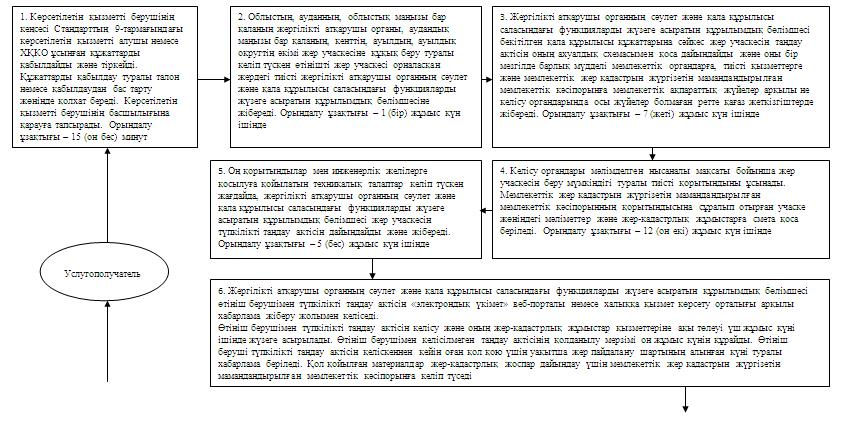 1. Көрсетілетін қызметті берушінің
кеңсесі Стандарттың 9-тармағындағы
көрсетілетін қызметті алушы немесе
ХҚКО ұсынған құжаттарды
қабылдайды және тіркейді.
Құжаттарды қабылдау туралы талон
немесе қабылдаудан бас тарту
жөнінде қолхат береді. Көрсетілетін
қызметті берушінің басшылығына
қарауға тапсырады. Орындалу
ұзақтығы – 15 (он бес) минут
2. Облыстың, ауданның, облыстық маңызы бар
қаланың жергілікті атқарушы органы, аудандық
маңызы бар қаланың, кенттің, ауылдың, ауылдық
округтің әкімі жер учаскесіне құқық беру туралы
келіп түскен өтінішті жер учаскесі орналасқан
жердегі тиісті жергілікті атқарушы органның сәулет
және қала құрылысы саласындағы функцияларды
жүзеге асыратын құрылымдық бөлімшесіне
жібереді. Орындалу ұзақтығы – 1 (бір) жұмыс күн
ішінде
3. Жергілікті атқарушы органның сәулет және қала құрылысы
саласындағы функцияларды жүзеге асыратын құрылымдық бөлімшесі
бекітілген қала құрылысы құжаттарына сәйкес жер учаскесін таңдау
актісін оның ахуалдық схемасымен қоса дайындайды және оны бір
мезгілде барлық мүдделі мемлекеттік органдарға, тиісті қызметтерге
және мемлекеттік жер кадастрын жүргізетін мамандандырылған
мемлекеттік кәсіпорынға мемлекеттік ақпараттық жүйелер арқылы не
келісу органдарында осы жүйелер болмаған ретте қағаз жеткізгіштерде
жібереді. Орындалу ұзақтығы – 7 (жеті) жұмыс күн ішінде
5. Оң қорытындылар мен инженерлік желілерге
қосылуға қойылатын техникалық талаптар келіп түскен
жағдайда, жергілікті атқарушы органның сәулет және
қала құрылысы саласындағы функцияларды жүзеге
асыратын құрылымдық бөлімшесі жер учаскесін
түпкілікті таңдау актісін дайындайды және жібереді.
Орындалу ұзақтығы – 5 (бес) жұмыс күн ішінде
4. Келісу органдары мәлімделген нысаналы мақсаты бойынша жер
учаскесін беру мүмкіндігі туралы тиісті қорытындыны ұсынады.
Мемлекеттік жер кадастрын жүргізетін мамандандырылған
мемлекеттік кәсіпорынның қорытындысына сұралып отырған учаске
жөніндегі мәліметтер және жер-кадастрлық жұмыстарға смета қоса
беріледі. Орындалу ұзақтығы – 12 (он екі) жұмыс күн ішінде
Услугополучатель
6. Жергілікті атқарушы органның сәулет және қала құрылысы саласындағы функцияларды жүзеге асыратын құрылымдық бөлімшесі
өтініш берушімен түпкілікті таңдау актісін «электрондық үкімет» веб-порталы немесе халыққа қызмет көрсету орталығы арқылы
хабарлама жіберу жолымен келіседі.
Өтініш берушімен түпкілікті таңдау актісін келісу және оның жер-кадастрлық жұмыстар қызметтеріне ақы төлеуі үш жұмыс күні
ішінде жүзеге асырылады. Өтініш берушімен келісілмеген таңдау актісінің қолданылу мерзімі он жұмыс күнін құрайды. Өтініш
беруші түпкілікті таңдау актісін келіскеннен кейін оған қол қою үшін уақытша жер пайдалану шартының алынған күні туралы
хабарлама беріледі. Қол қойылған материалдар жер-кадастрлық жоспар дайындау үшін мемлекеттік жер кадастрын жүргізетін
мамандандырылған мемлекеттік кәсіпорынға келіп түседі